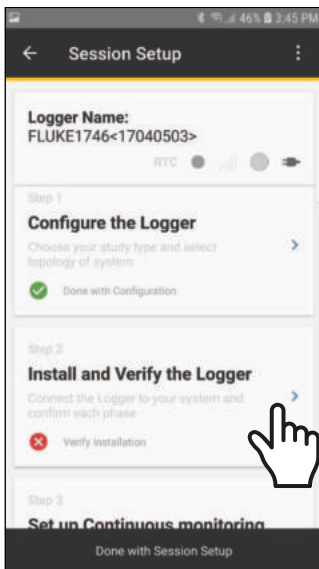 46% 3:45 PM
Session Setup
Logger Name:
FLUKE1746<17040503>
RTC
Step 1
Configure the Logger
Choose your study type and select
topology of system
Done with Configuration
Step 2
Install and Verify the Logger
Connect the Logger to your system and
confirm each phase
Verify Installation
Step 3
Set up Continuous monitoring
Done with Session Setup